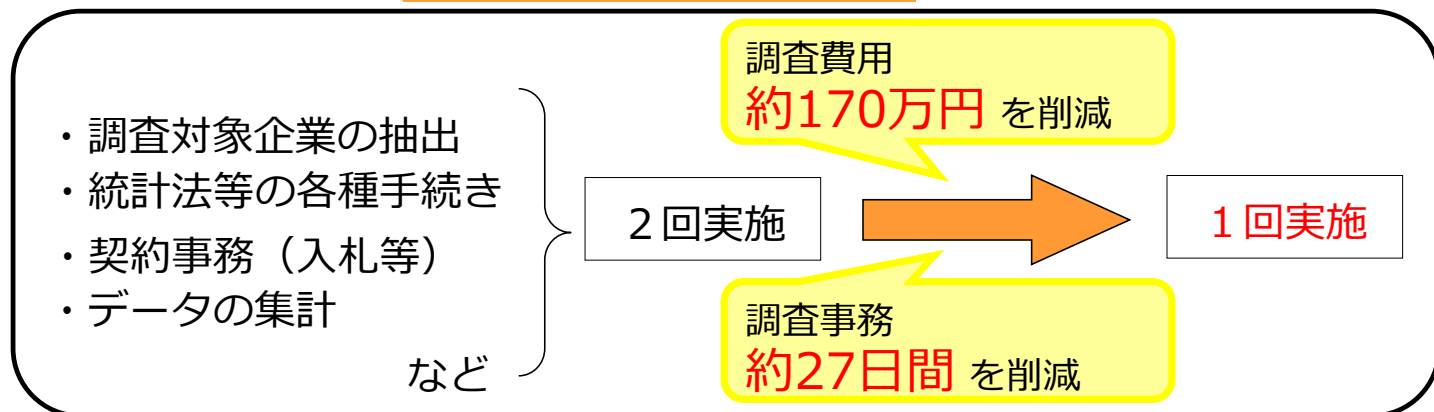 ・調査対象企業の抽出
・統計法等の各種手続き
・契約事務（入札等）
・データの集計
など
２回実施
調査費用
約170万円 を削減
調査事務
約27日間 を削減
１回実施